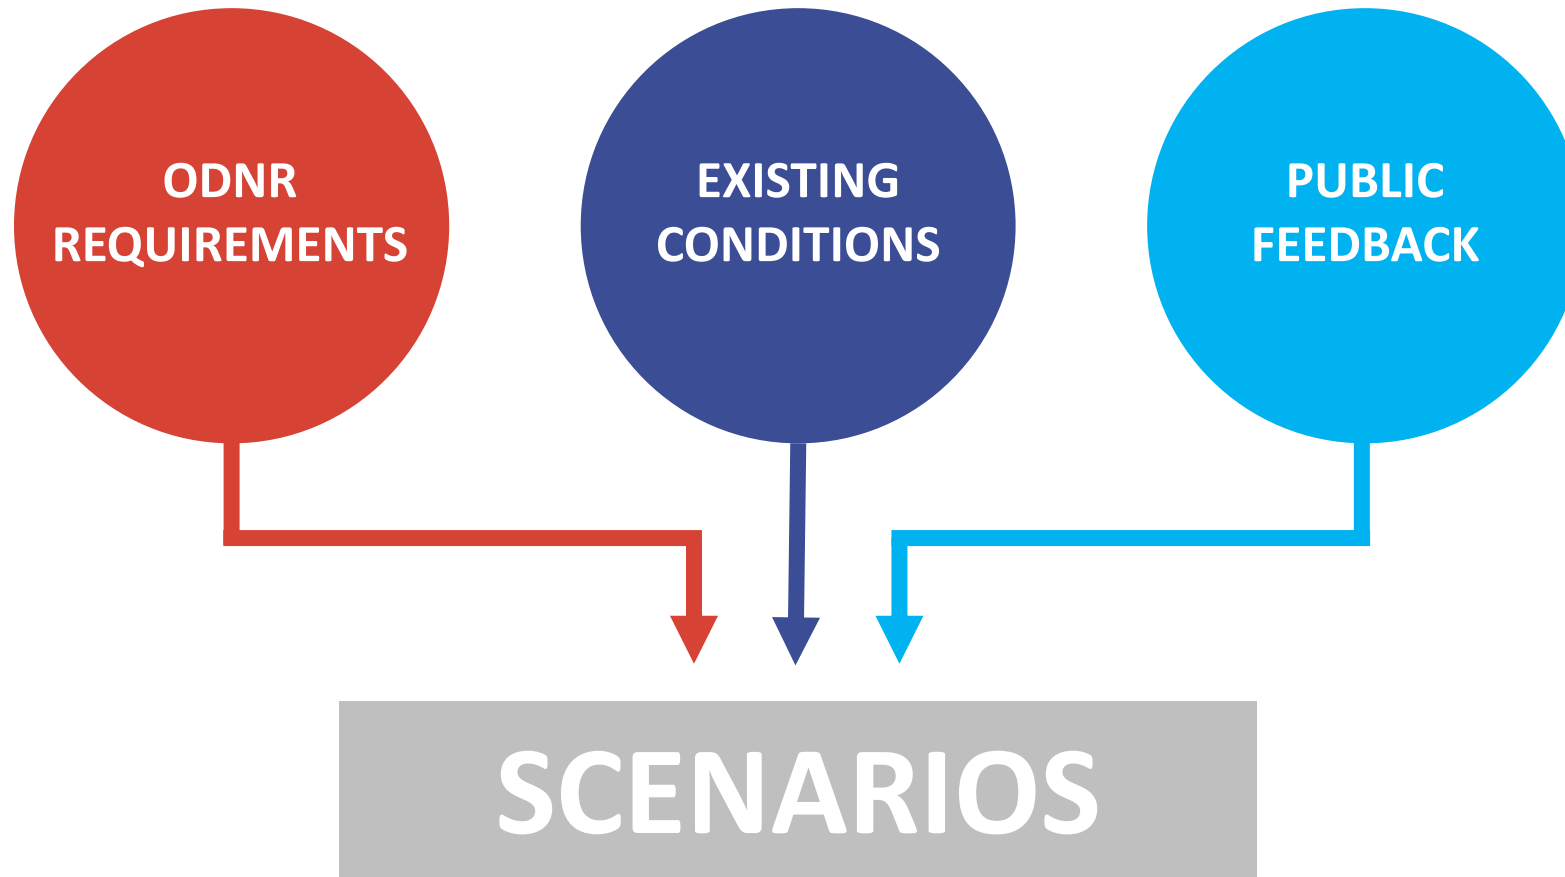 ODNR
REQUIREMENTS
EXISTING
CONDITIONS
PUBLIC
FEEDBACK
SCENARIOS